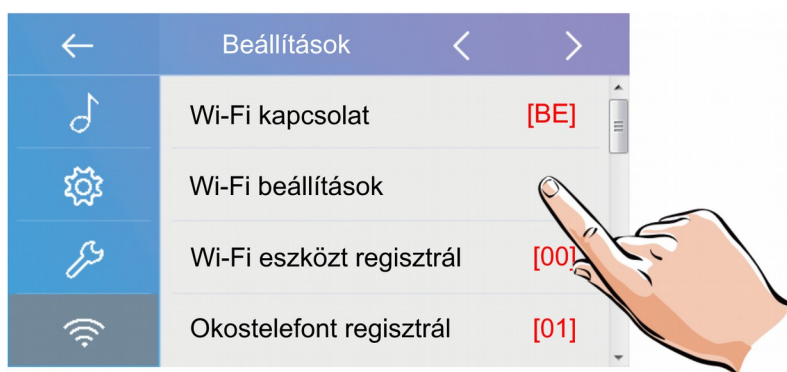 Beállítások
Wi-Fi kapcsolat [BE]
Wi-Fi beállítások
Wi-Fi eszközt regisztrál [00]
Okostelefont regisztrál [01]